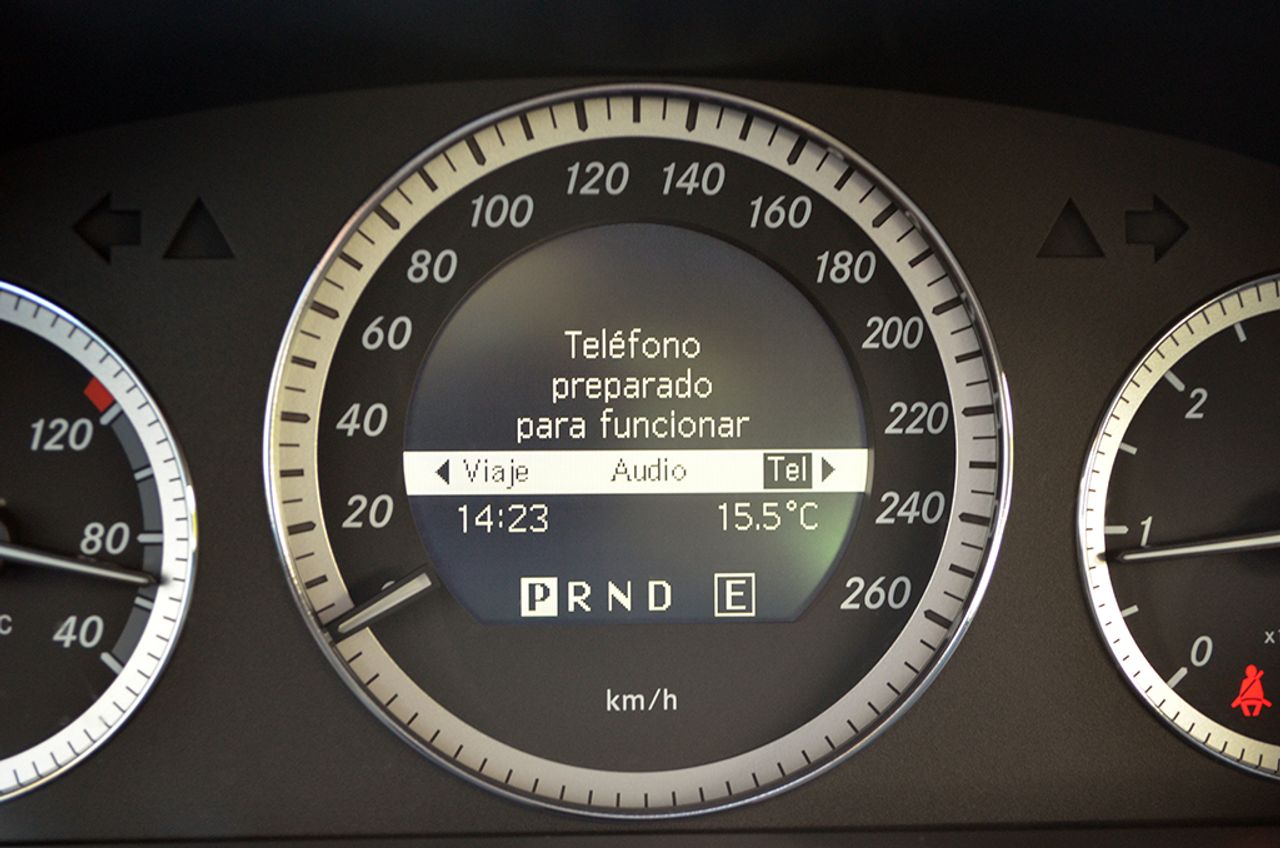 120
80
40
C
20
40
60
80
100
120
140
160
180
200
220
240
260
Teléfono
preparado
para funcionar
Viaje Audio Tel
14:23 15.5°C
P R N D E
km/h
2
1
0
x